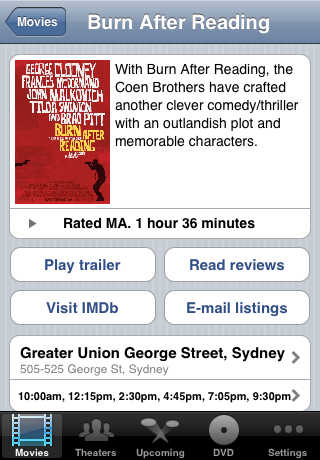 Movies
Burn After Reading
GEORGE CLOONEY
FRANCES McDORMAND
JOHN MALKOVICH
TILDA SWINTON
AND BRAD PITT
BURN AFTER
READING
With Burn After Reading, the
Coen Brothers have crafted
another clever comedy/thriller
with an outlandish plot and
memorable characters.
Rated MA. 1 hour 36 minutes
Play trailer
Read reviews
Visit IMDb
E-mail listings
Greater Union George Street, Sydney
505-525 George St, Sydney
10:00am, 12:15pm, 2:30pm, 4:45pm, 7:05pm, 9:30pm
Movies
Theaters
Upcoming
DVD
Settings